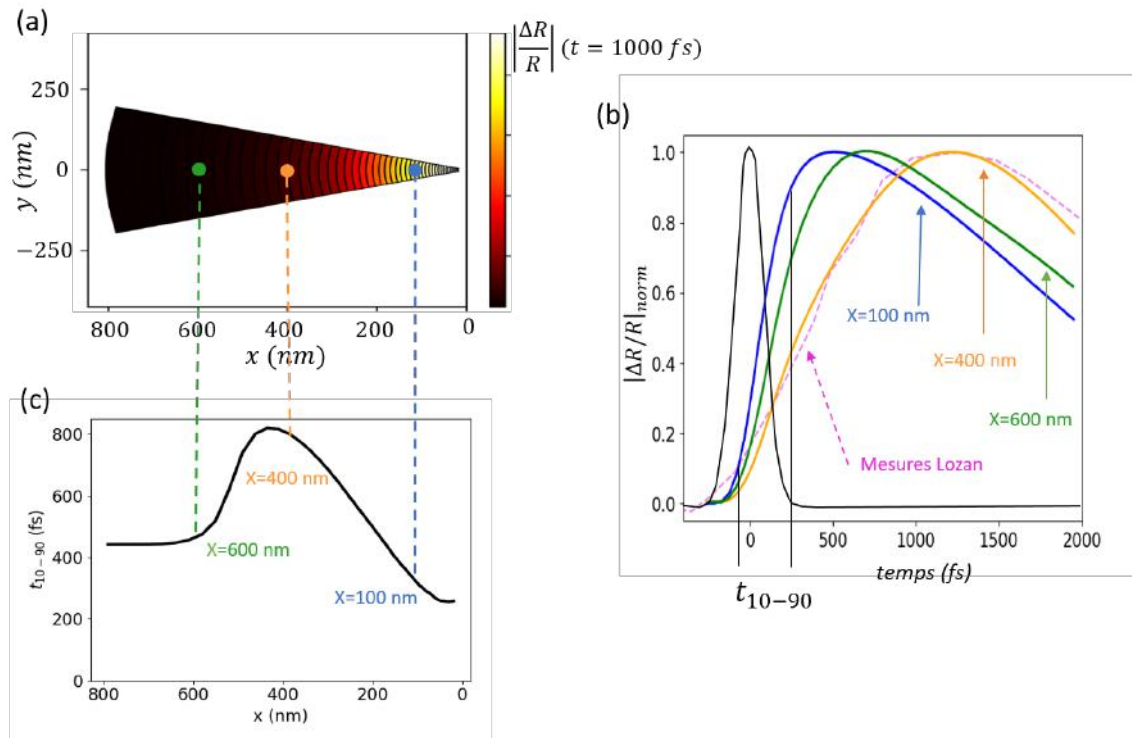 (a)
|ΔR/R| (t = 1000 fs)
250
0
−250
y (nm)
800 600 400 200 0
x (nm)
(b)
1.0
0.8
0.6
0.4
0.2
0.0
|ΔR/R|norm
X=100 nm
X=400 nm
X=600 nm
Mesures Lozan
0 500 1000 1500 2000
temps (fs)
t10−90
(c)
800
600
400
200
0
t10−90 (fs)
X=400 nm
X=600 nm
X=100 nm
800 600 400 200 0
x (nm)